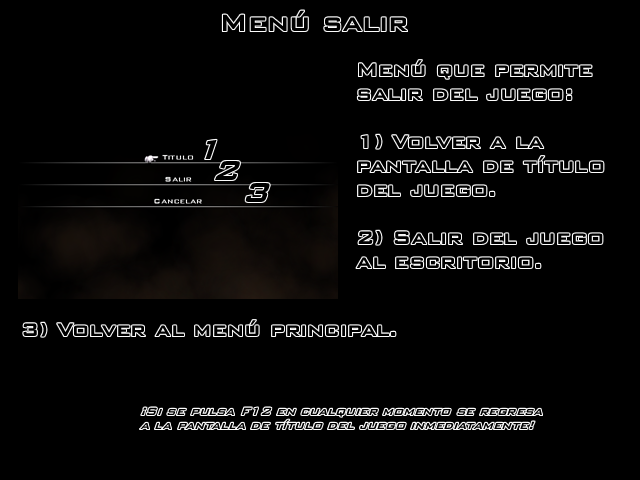 Menú salir
Menú que permite
salir del juego:
1) Volver a la
pantalla de título
del juego.
2) Salir del juego
al escritorio.
Título 1
Salir 2
Cancelar 3
3) Volver al menú principal.
¡Si se pulsa F12 en cualquier momento se regresa
a la pantalla de título del juego inmediatamente!